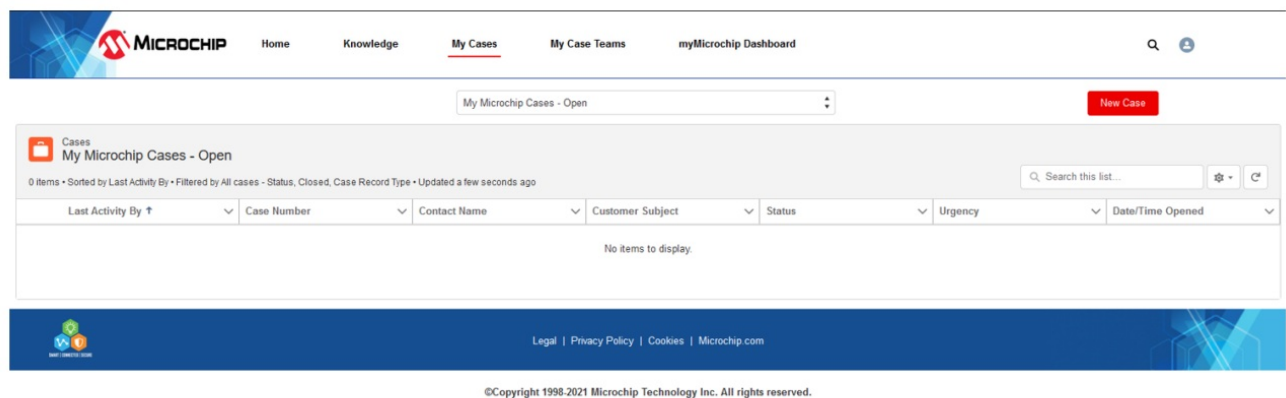 MICROCHIP
Home
Knowledge
My Cases
My Case Teams
myMicrochip Dashboard
My Microchip Cases - Open
New Case
Cases
My Microchip Cases - Open
0 items • Sorted by Last Activity By • Filtered by All cases - Status, Closed, Case Record Type • Updated a few seconds ago
Search this list...
Last Activity By ↑
Case Number
Contact Name
Customer Subject
Status
Urgency
Date/Time Opened
No items to display.
SMART | CONNECTED | SECURE
Legal | Privacy Policy | Cookies | Microchip.com
©Copyright 1998-2021 Microchip Technology Inc. All rights reserved.